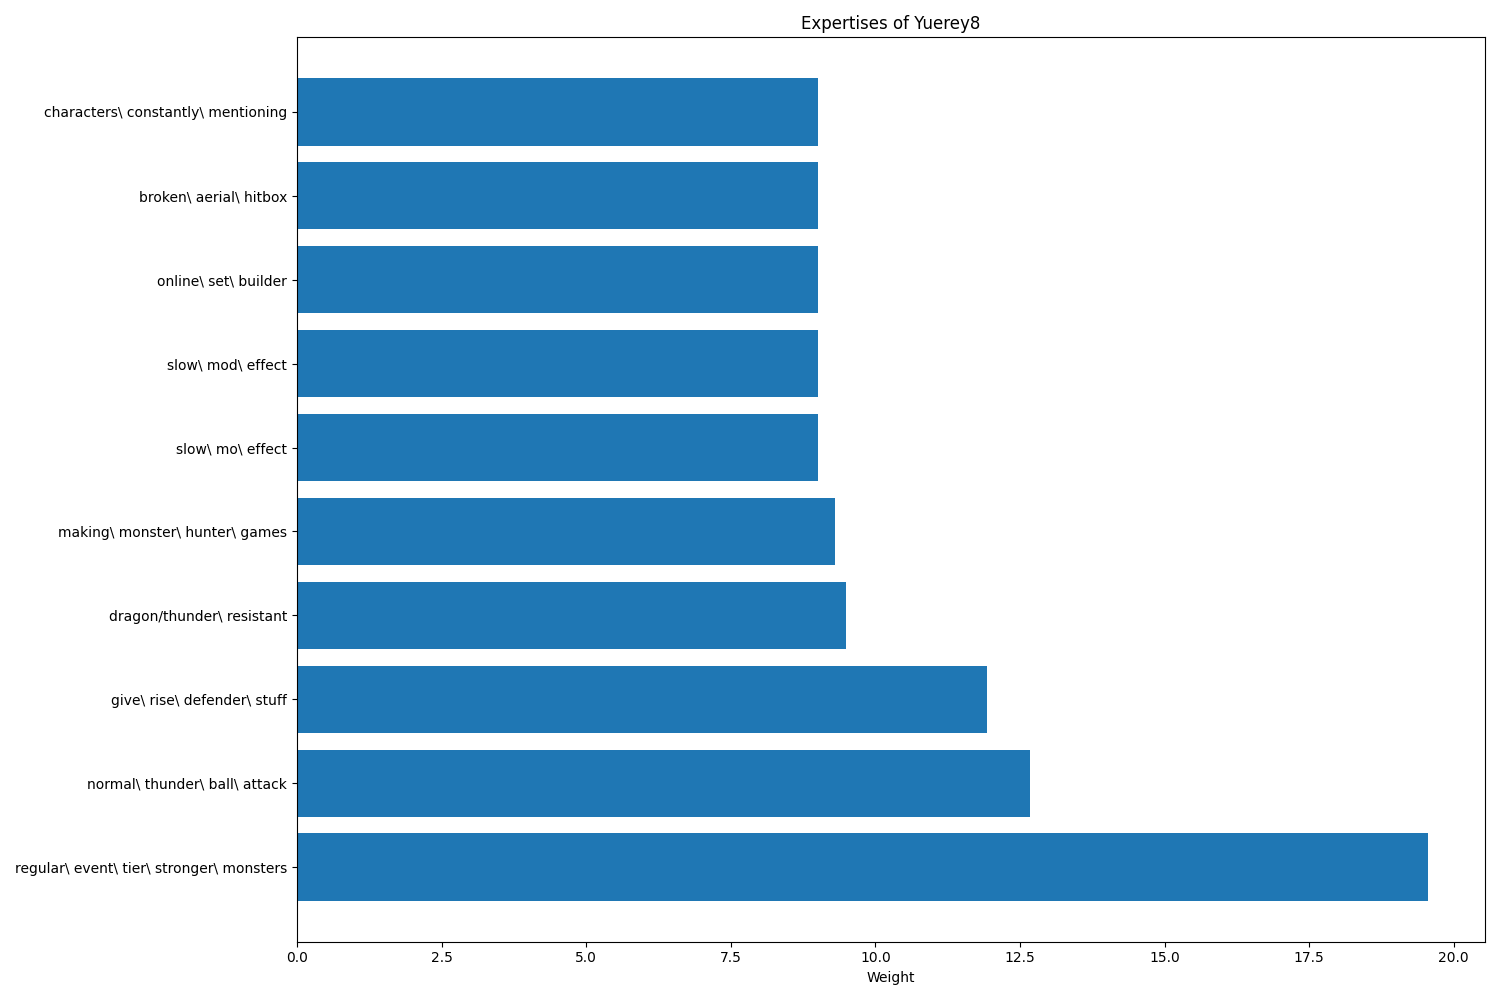 Expertises of Yuerey8
characters\ constantly\ mentioning
broken\ aerial\ hitbox
online\ set\ builder
slow\ mod\ effect
slow\ mo\ effect
making\ monster\ hunter\ games
dragon/thunder\ resistant
give\ rise\ defender\ stuff
normal\ thunder\ ball\ attack
regular\ event\ tier\ stronger\ monsters
0.0 2.5 5.0 7.5 10.0 12.5 15.0 17.5 20.0
Weight